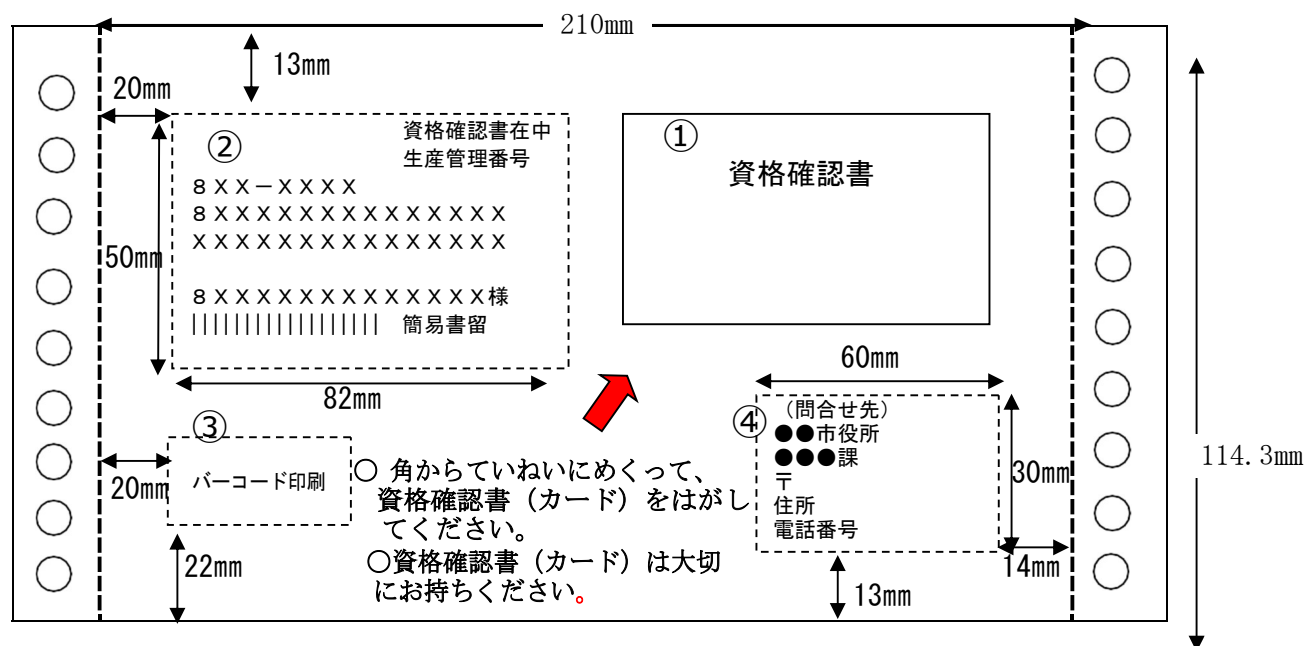 210mm
13mm
20mm
②
資格確認書在中
生産管理番号
8XX-XXXX
8XXXXXXXXXXXXXX
XXXXXXXXXXXXXXX
8XXXXXXXXXXXXX様
|||||||||||||||||| 簡易書留
50mm
82mm
①
資格確認書
60mm
④
(問合せ先)
●●市役所
●●●課
〒
住所
電話番号
30mm
14mm
13mm
114.3mm
③
バーコード印刷
20mm
22mm
○ 角からていねいにめくって、
資格確認書(カード)をはがし
てください。
○資格確認書(カード)は大切
にお持ちください。